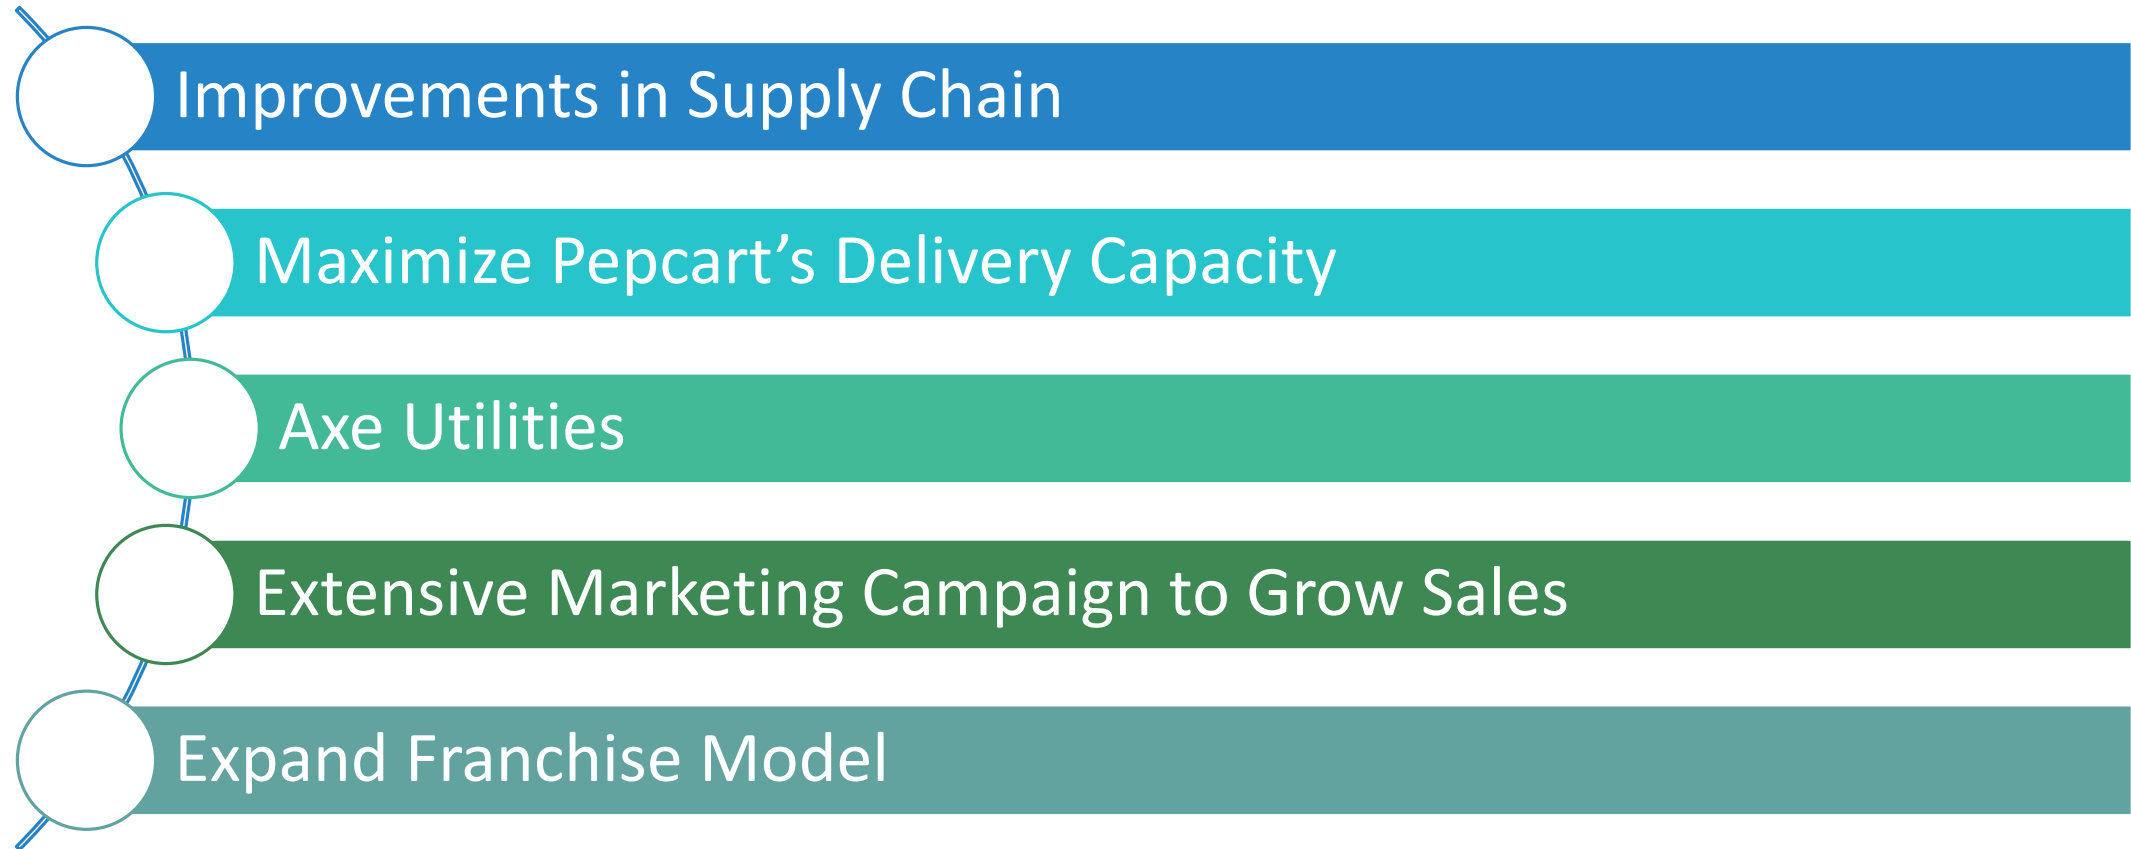 Improvements in Supply Chain
Maximize Pepcart’s Delivery Capacity
Axe Utilities
Extensive Marketing Campaign to Grow Sales
Expand Franchise Model